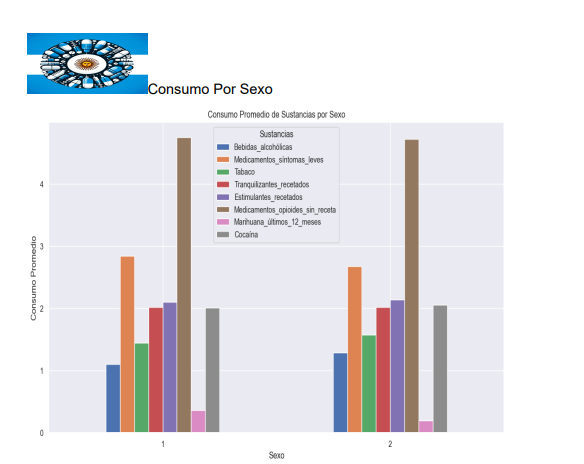 Consumo Por Sexo
Consumo Promedio de Sustancias por Sexo
Sustancias
Bebidas_alcohólicas
Medicamentos_síntomas_leves
Tabaco
Tranquilizantes_recetados
Estimulantes_recetados
Medicamentos_opioides_sin_receta
Marihuana_últimos_12_meses
Cocaína
Consumo Promedio
4
3
2
1
0
1 2
Sexo